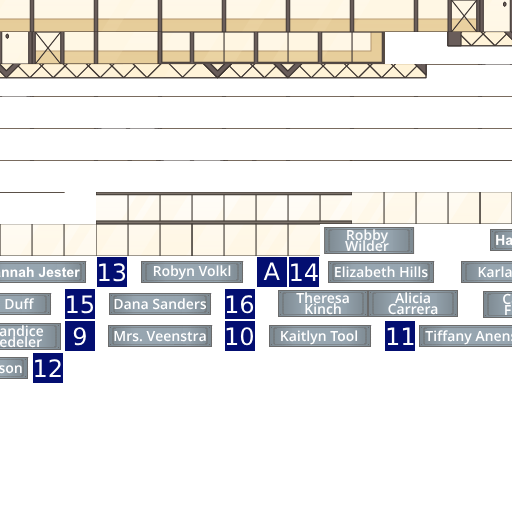 Robby
Wilder
Ha
nnah Jester
13
Robyn Volkl
A
14
Elizabeth Hills
Karla
Duff
15
Dana Sanders
16
Theresa
Kinch
Alicia
Carrera
C
F
andice
edeler
9
Mrs. Veenstra
10
Kaitlyn Tool
11
Tiffany Anens
son
12